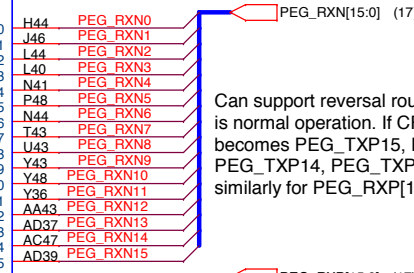 PEG_RXN[15:0] (17
H44 PEG_RXN0
J46 PEG_RXN1
L44 PEG_RXN2
L40 PEG_RXN3
N41 PEG_RXN4
P48 PEG_RXN5
N44 PEG_RXN6
T43 PEG_RXN7
U43 PEG_RXN8
Y43 PEG_RXN9
Y48 PEG_RXN10
Y36 PEG_RXN11
AA43 PEG_RXN12
AD37 PEG_RXN13
AC47 PEG_RXN14
AD39 PEG_RXN15
Can support reversal rou
is normal operation. If CF
becomes PEG_TXP15,
PEG_TXP14, PEG_TXP
similarly for PEG_RXP[1